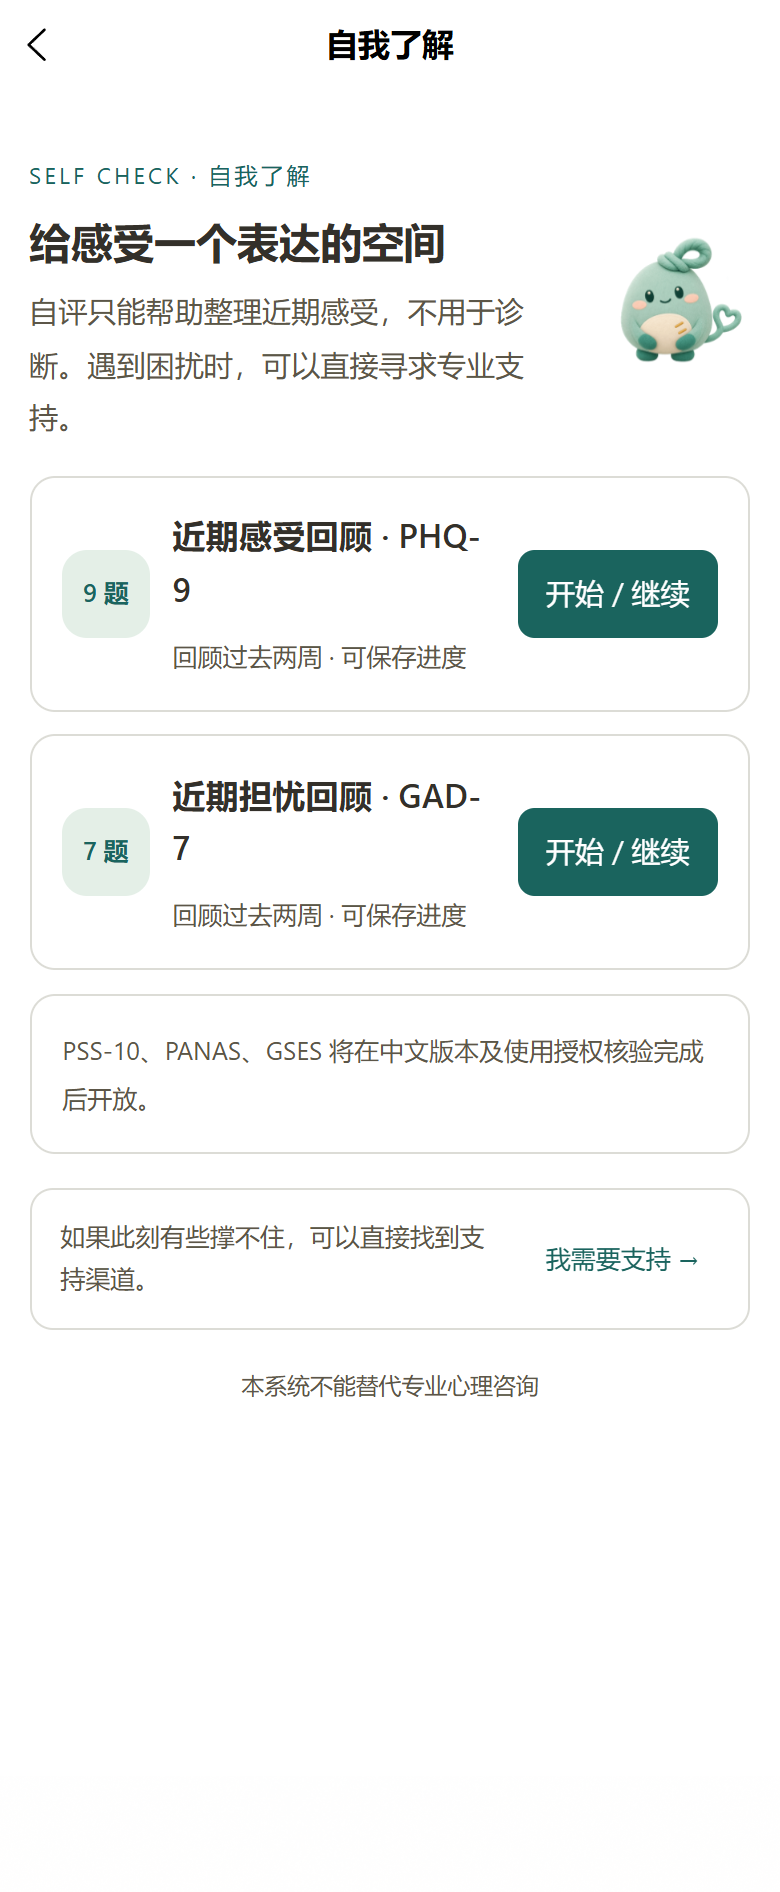 自我了解
SELF CHECK · 自我了解
给感受一个表达的空间
自评只能帮助整理近期感受，不用于诊
断。遇到困扰时，可以直接寻求专业支
持。
9 题
近期感受回顾 · PHQ-
9
回顾过去两周 · 可保存进度
开始 / 继续
7 题
近期担忧回顾 · GAD-
7
回顾过去两周 · 可保存进度
开始 / 继续
PSS-10、PANAS、GSES 将在中文版本及使用授权核验完成
后开放。
如果此刻有些撑不住，可以直接找到支
持渠道。
我需要支持 →
本系统不能替代专业心理咨询